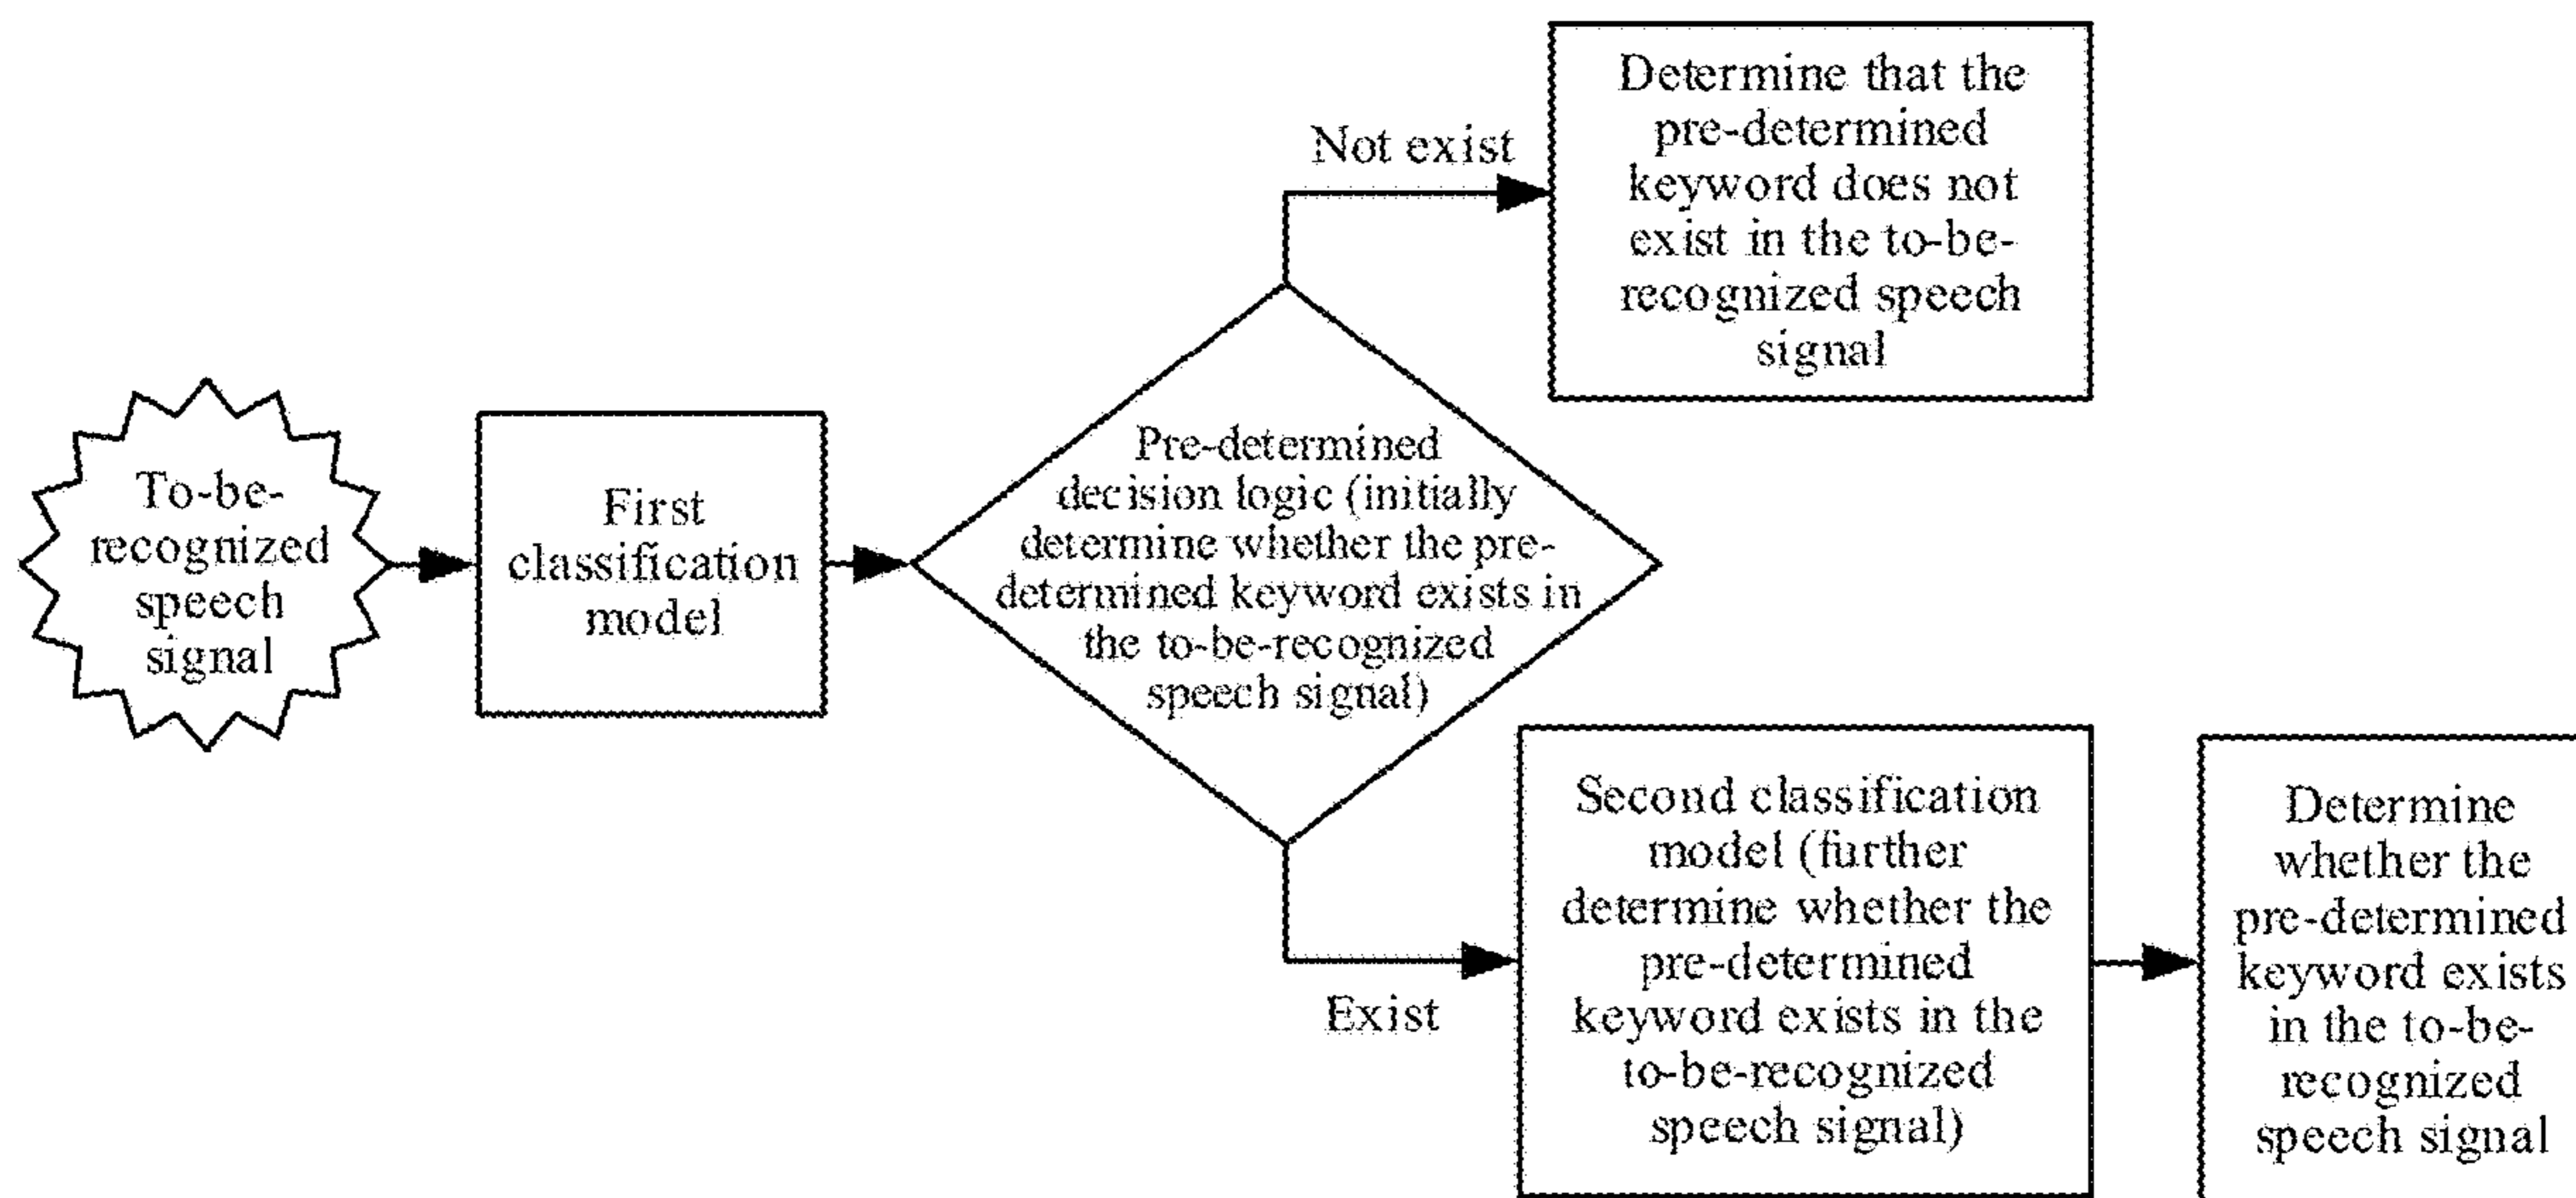 To-be-
recognized
speech
signal
First
classification
model
Pre-determined
decision logic (initially
determine whether the pre-
determined keyword exists in
the to-be-recognized
speech signal)
Not exist
Determine that the
pre-determined
keyword does not
exist in the to-be-
recognized speech
signal
Exist
Second classification
model (further
determine whether the
pre-determined
keyword exists in the
to-be-recognized
speech signal)
Determine
whether the
pre-determined
keyword exists
in the to-be-
recognized
speech signal